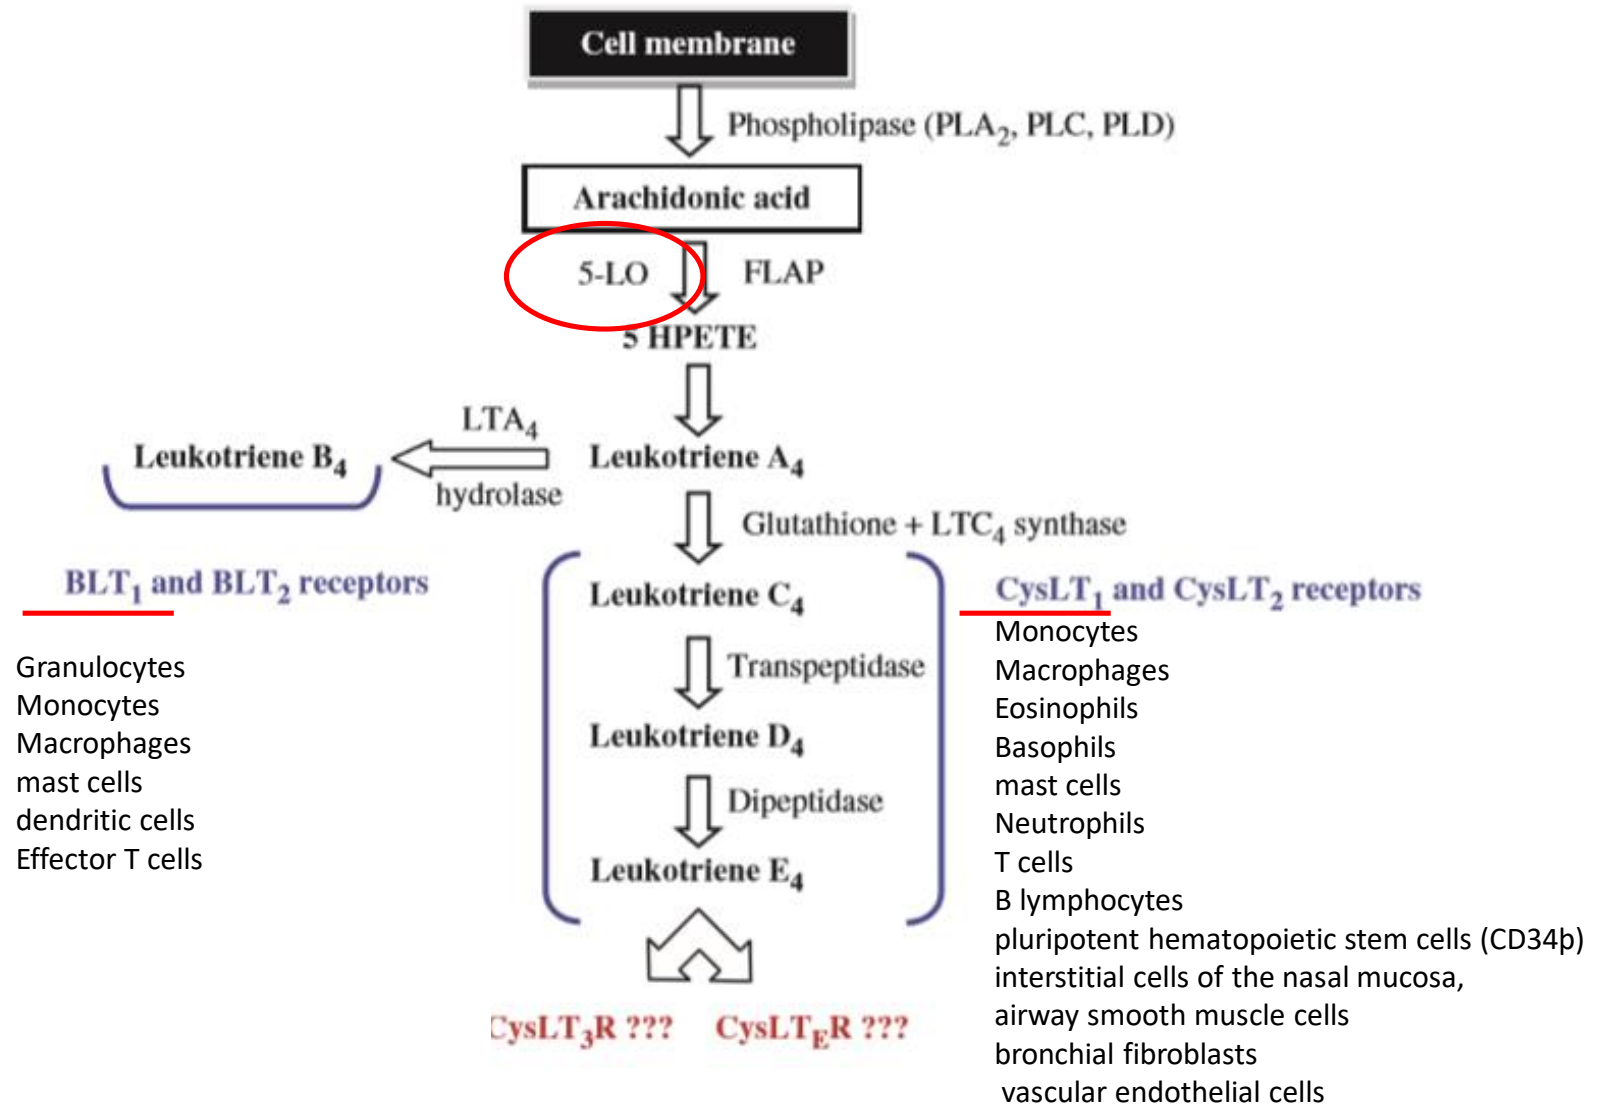 Cell membrane
Phospholipase (PLA₂, PLC, PLD)
Arachidonic acid
5-LO
FLAP
5 HPETE
LTA₄
hydrolase
Leukotriene B₄
Leukotriene A₄
Glutathione + LTC₄ synthase
BLT₁ and BLT₂ receptors
Granulocytes
Monocytes
Macrophages
mast cells
dendritic cells
Effector T cells
Leukotriene C₄
Transpeptidase
Leukotriene D₄
Dipeptidase
Leukotriene E₄
CysLT₃R ???
CysLT_ER ???
CysLT₁ and CysLT₂ receptors
Monocytes
Macrophages
Eosinophils
Basophils
mast cells
Neutrophils
T cells
B lymphocytes
pluripotent hematopoietic stem cells (CD34þ)
interstitial cells of the nasal mucosa,
airway smooth muscle cells
bronchial fibroblasts
vascular endothelial cells